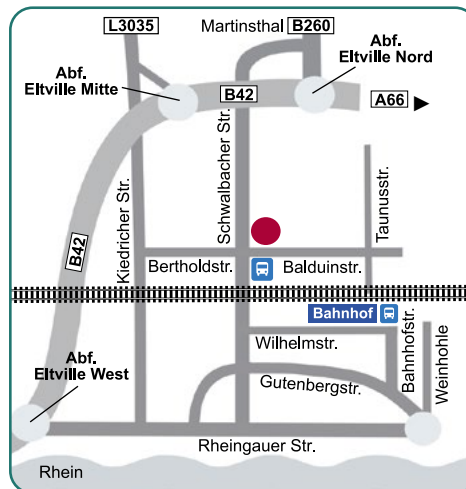 L3035
Martinsthal B260
Abf.
Eltville Mitte
Abf.
Eltville Nord
B42
A66
Kiedricher Str.
Schwalbacher Str.
Taunusstr.
B42
Bertholdstr.
Balduinstr.
Bahnhof
Wilhelmstr.
Bahnhofstr.
Weinhohle
Gutenbergstr.
Abf.
Eltville West
Rheingauer Str.
Rhein